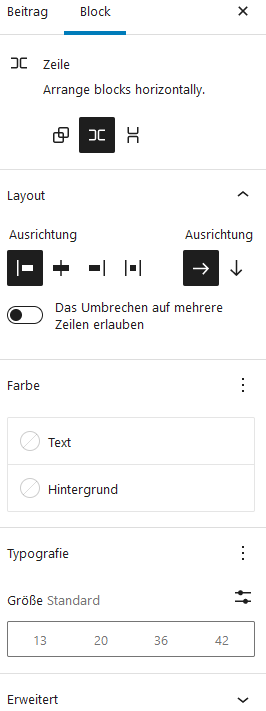 Beitrag Block
Zeile
Arrange blocks horizontally.
Layout
Ausrichtung Ausrichtung
Das Umbrechen auf mehrere
Zeilen erlauben
Farbe
Text
Hintergrund
Typografie
Größe Standard
13 20 36 42
Erweitert